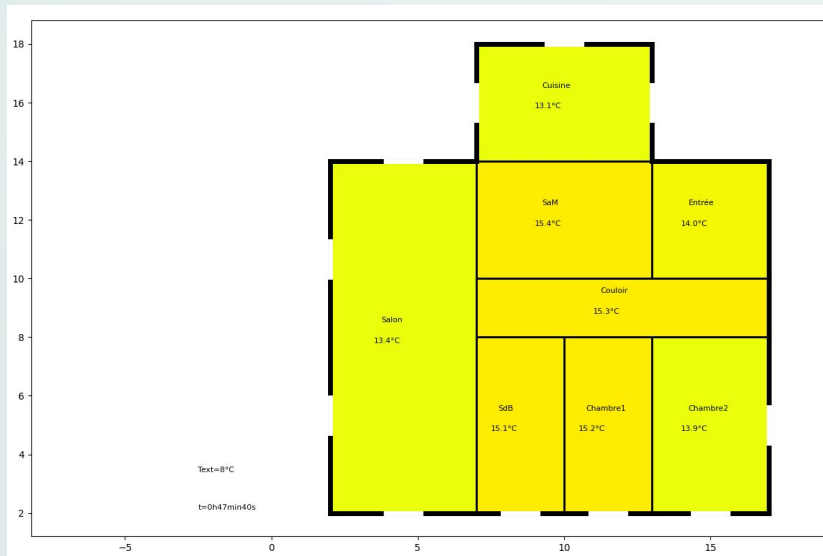 18
Cuisine
16
13.1°C
14
SaM
Entrée
12
15.4°C
14.0°C
10
Couloir
15.3°C
Salon
8
13.4°C
6
SdB
Chambre1
Chambre2
15.1°C
15.2°C
13.9°C
4
Text=8°C
t=0h47min40s
2
−5
0
5
10
15